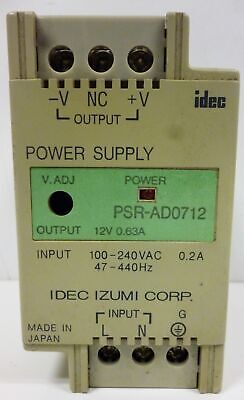 -V NC +V
OUTPUT
idec
POWER SUPPLY
V.ADJ POWER
PSR-AD0712
OUTPUT 12V 0.63A
INPUT 100-240VAC 0.2A
47-440Hz
IDEC IZUMI CORP.
INPUT G
L N
MADE IN
JAPAN